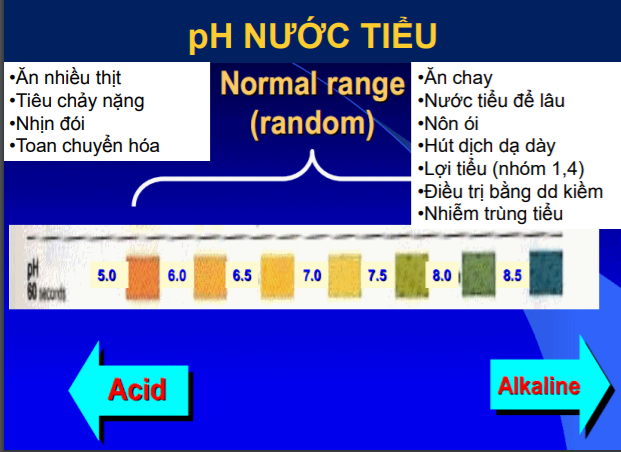 pH NƯỚC TIỂU
•Ăn nhiều thịt
•Tiêu chảy nặng
•Nhịn đói
•Toan chuyển hóa
Normal range
(random)
•Ăn chay
•Nước tiểu để lâu
•Nôn ói
•Hút dịch dạ dày
•Lợi tiểu (nhóm 1,4)
•Điều trị bằng dd kiềm
•Nhiễm trùng tiểu
pH
60 seconds
5.0 6.0 6.5 7.0 7.5 8.0 8.5
Acid
Alkaline